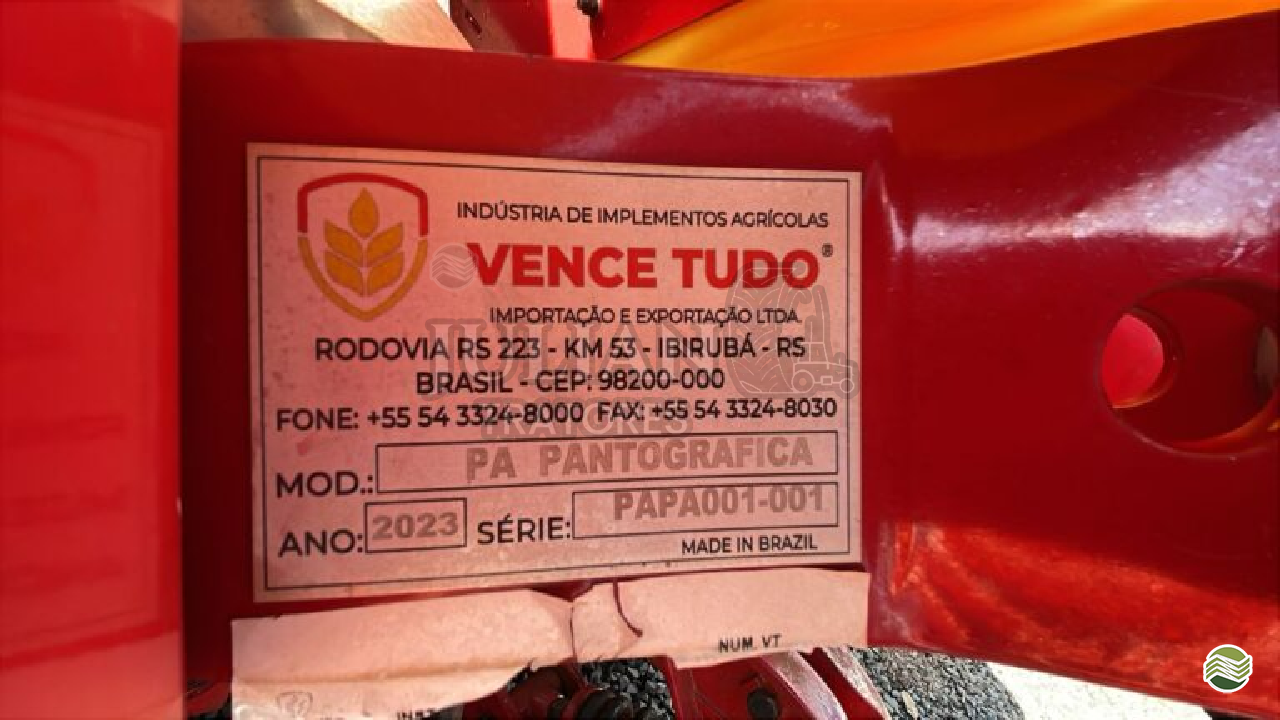 INDÚSTRIA DE IMPLEMENTOS AGRÍCOLAS
VENCE TUDO®
IMPORTAÇÃO E EXPORTAÇÃO LTDA.
RODOVIA RS 223 - KM 53 - IBIRUBÁ - RS
BRASIL - CEP: 98200-000
FONE: +55 54 3324-8000 FAX: +55 54 3324-8030
MOD.: PA PANTOGRAFICA
ANO: 2023 SÉRIE: PAPA001-001
MADE IN BRAZIL
NUM. VT